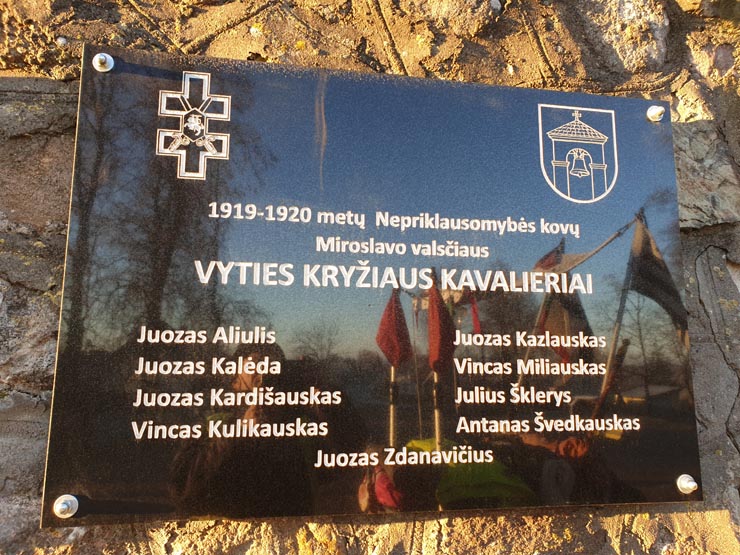 1919-1920 metų Nepriklausomybės kovų
Miroslavo valsčiaus
VYTIES KRYŽIAUS KAVALIERIAI
Juozas Aliulis
Juozas Kalėda
Juozas Kardišauskas
Vincas Kulikauskas
Juozas Kazlauskas
Vincas Miliauskas
Julius Šklerys
Antanas Švedkauskas
Juozas Zdanavičius